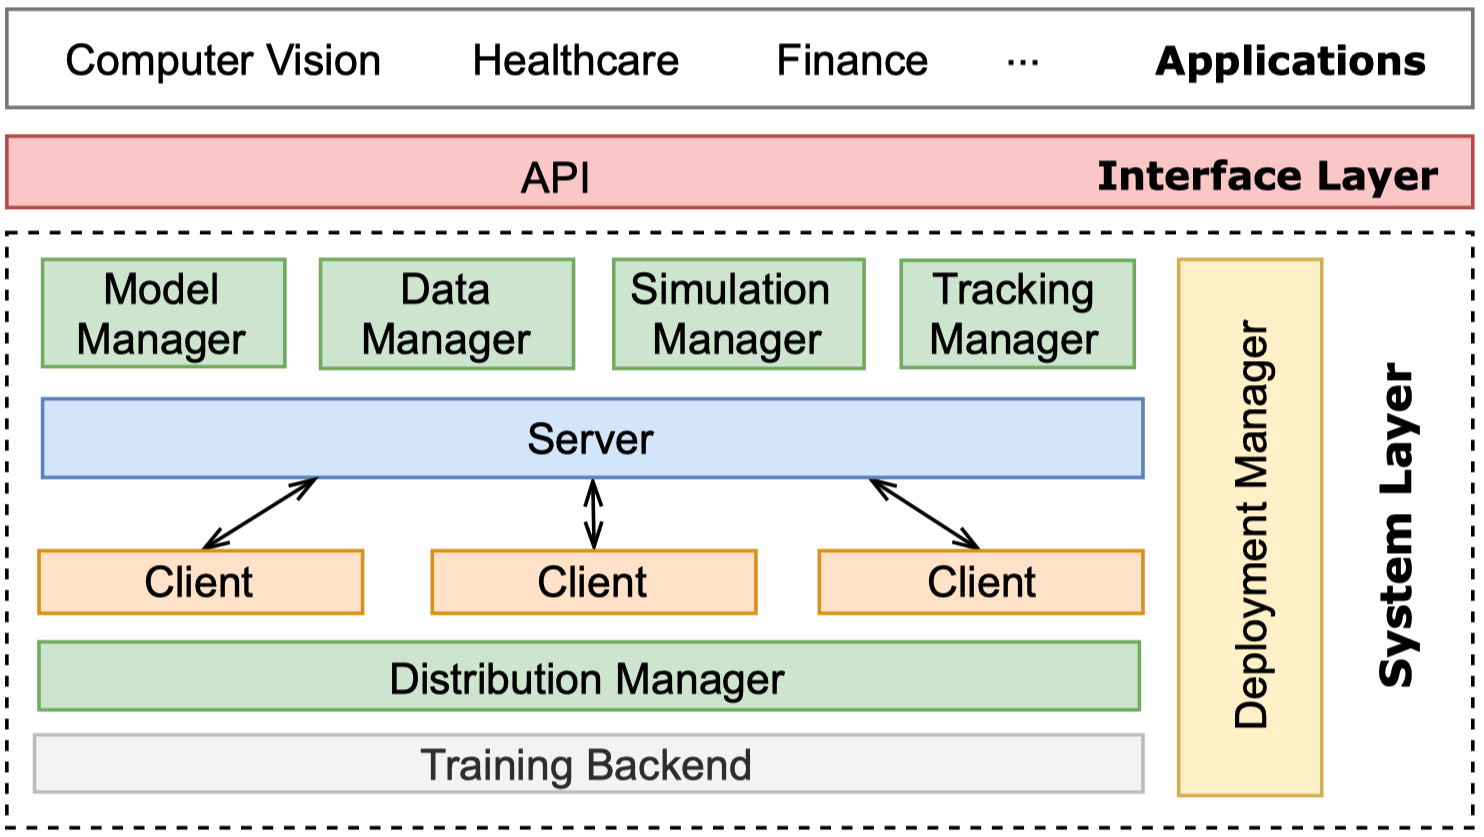 Computer Vision Healthcare Finance ... Applications
API Interface Layer
Model Manager
Data Manager
Simulation Manager
Tracking Manager
Server
Client Client Client
Distribution Manager
Training Backend
Deployment Manager
System Layer